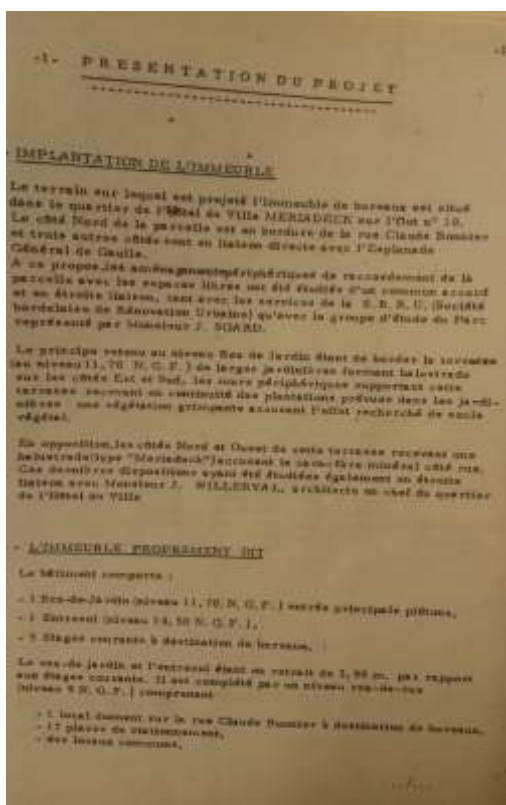 -1-
-1- PRESENTATION DU PROJET
- IMPLANTATION DE L'IMMEUBLE
Le terrain sur lequel est projeté l'Immeuble de bureaux est situé
dans le quartier de l'Hôtel de Ville MERIADECK sur l'Ilot n° 10.
Le côté Nord de la parcelle est en bordure de la rue Claude Bonnier
et trois autres côtés sont en liaison directe avec l'Esplanade
Général de Gaulle.
A ce propos, les aménagements périphériques de raccordement de la
parcelle avec les espaces libres ont été étudiés d'un commun accord
et en étroite liaison, tant avec les services de la S.B.R.U. (Société
bordelaise de Rénovation Urbaine) qu'avec le groupe d'étude du Parc
représenté par Monsieur J. SGARD.
Le principe retenu au niveau Rez de Jardin étant de border la terrasse
(au niveau 11,70 N.G.F.) de larges jardinières formant balustrade
sur les côtés Est et Sud, les murs périphériques supportant cette
terrasse recevant en continuité des plantations prévues dans les jardi-
nières une végétation grimpante assurant l'effet recherché de socle
végétal.
En opposition, les côtés Nord et Ouest de cette terrasse recevant une
balustrade (type "Meriadeck") accusant le caractère minéral côté rue.
Ces dernières dispositions ayant été étudiées également en étroite
liaison avec Monsieur J. WILLERVAL, architecte en chef du quartier
de l'Hôtel de Ville
- L'IMMEUBLE PROPREMENT DIT
Le bâtiment comporte :
- 1 Rez-de-Jardin (niveau 11,70 N.G.F.) entrée principale piétons,
- 1 Entresol (niveau 14,50 N.G.F.),
- 5 Etages courants à destination de bureaux,
Le rez-de jardin et l'entresol étant en retrait de m. par rapport
aux étages courants. Il est complété par un niveau rez-de-rue
(niveau 9 N.G.F.) comprenant
- 1 local donnant sur la rue Claude Bonnier à destination de bureaux,
- 17 places de stationnement,
- des locaux communs,